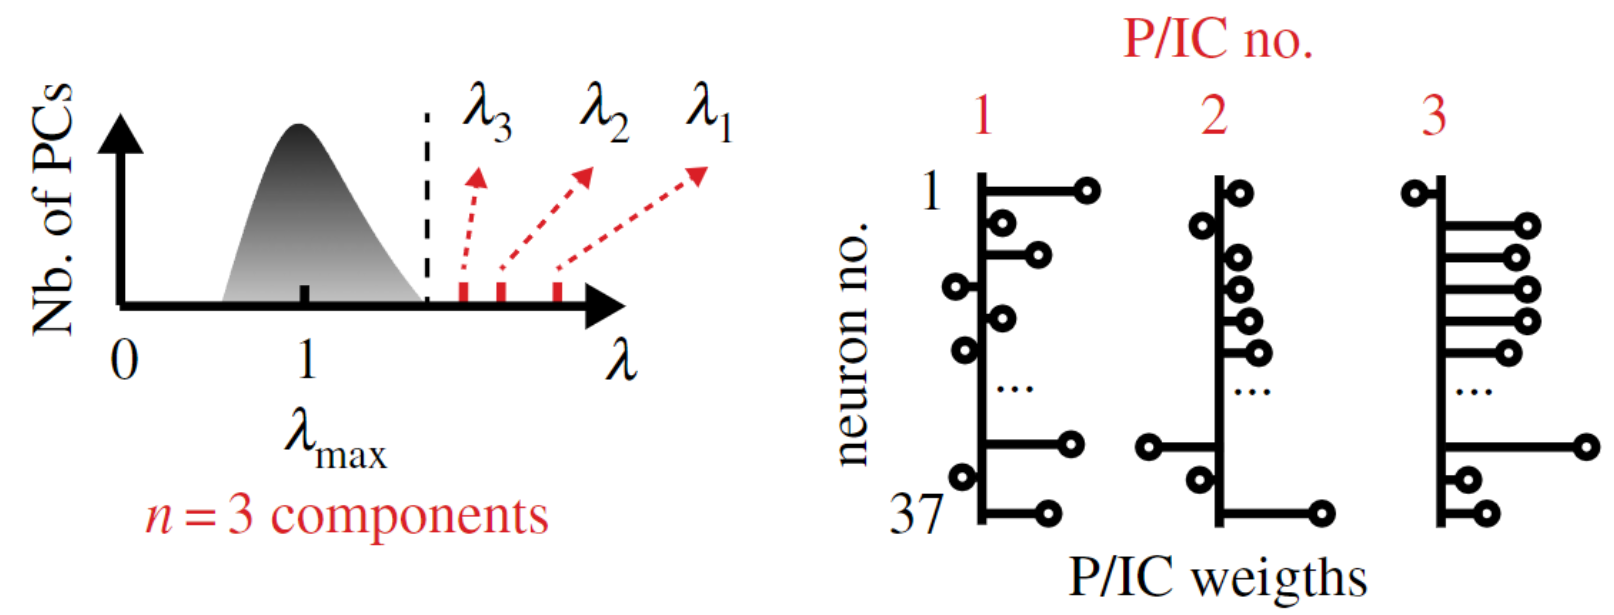 Nb. of PCs
λ3 λ2 λ1
0 1 λ
λmax
n = 3 components
P/IC no.
1 2 3
neuron no.
1
...
...
...
37
P/IC weigths